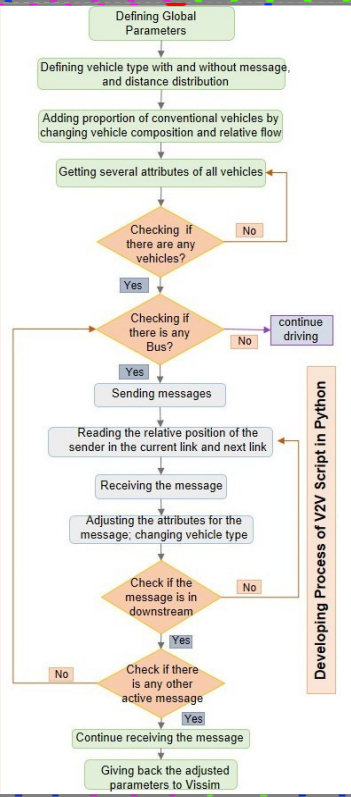 Defining Global
Parameters
Defining vehicle type with and without message,
and distance distribution
Adding proportion of conventional vehicles by
changing vehicle composition and relative flow
Getting several attributes of all vehicles
Checking if
there are any
vehicles?
No
Yes
Checking if
there is any
Bus?
No
continue
driving
Yes
Sending messages
Reading the relative position of the
sender in the current link and next link
Receiving the message
Adjusting the attributes for the
message; changing vehicle type
Check if the
message is in
downstream
No
Yes
Check if there
is any other
active message
No
Yes
Continue receiving the message
Giving back the adjusted
parameters to Vissim
Developing Process of V2V Script in Python